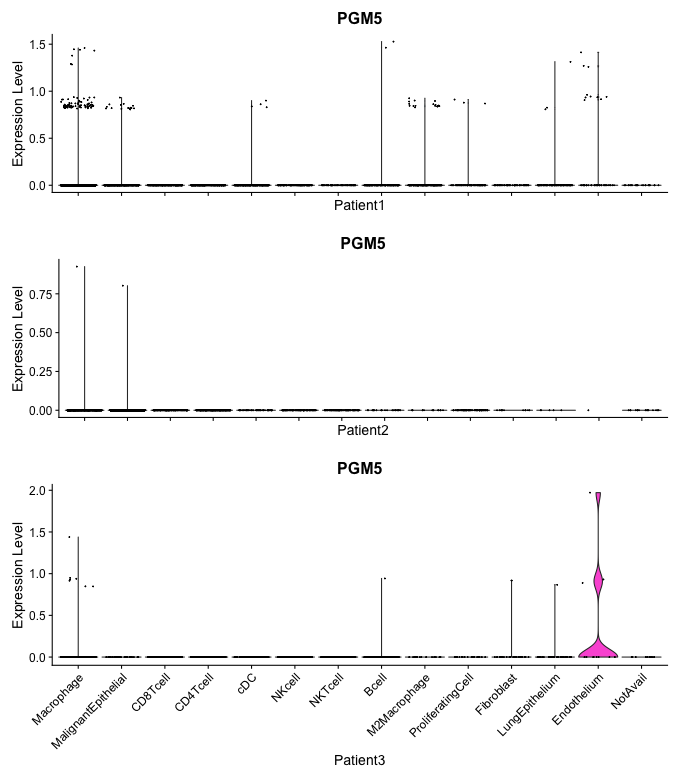 PGM5
Expression Level
1.5
1.0
0.5
0.0
Patient1
PGM5
Expression Level
0.75
0.50
0.25
0.00
Patient2
PGM5
Expression Level
2.0
1.5
1.0
0.5
0.0
Macrophage
MalignantEpithelial
CD8Tcell
CD4Tcell
cDC
NKcell
NKTcell
Bcell
M2Macrophage
ProliferatingCell
Fibroblast
LungEpithelium
Endothelium
NotAvail
Patient3